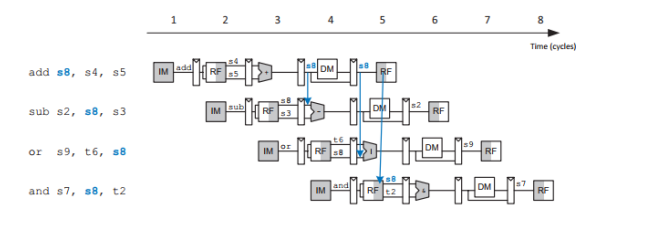 1 2 3 4 5 6 7 8
Time (cycles)
add s8, s4, s5
IM add RF s4 s5 + s8 DM s8 RF
sub s2, s8, s3
IM sub RF s8 s3 - DM s2 RF
or s9, t6, s8
IM or RF t6 s8 | DM s9 RF
and s7, s8, t2
IM and RF s8 t2 & DM s7 RF